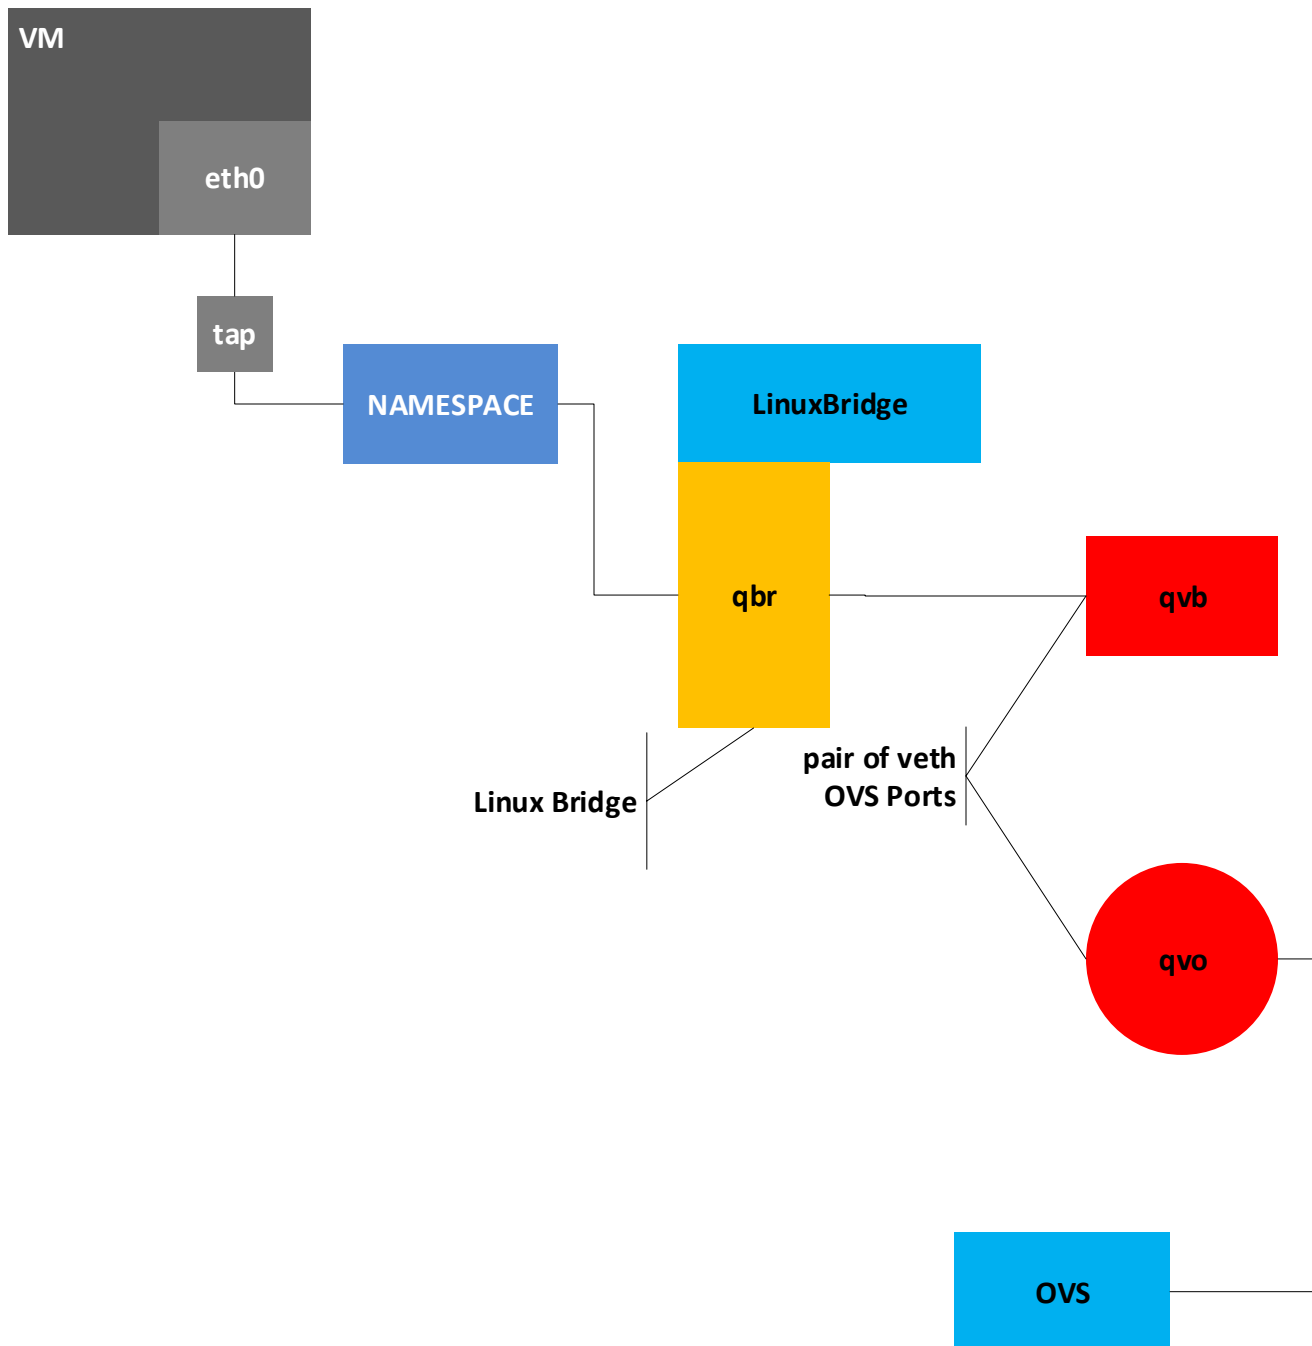 VM
eth0
tap
NAMESPACE
LinuxBridge
qbr
qvb
pair of veth
OVS Ports
Linux Bridge
qvo
OVS